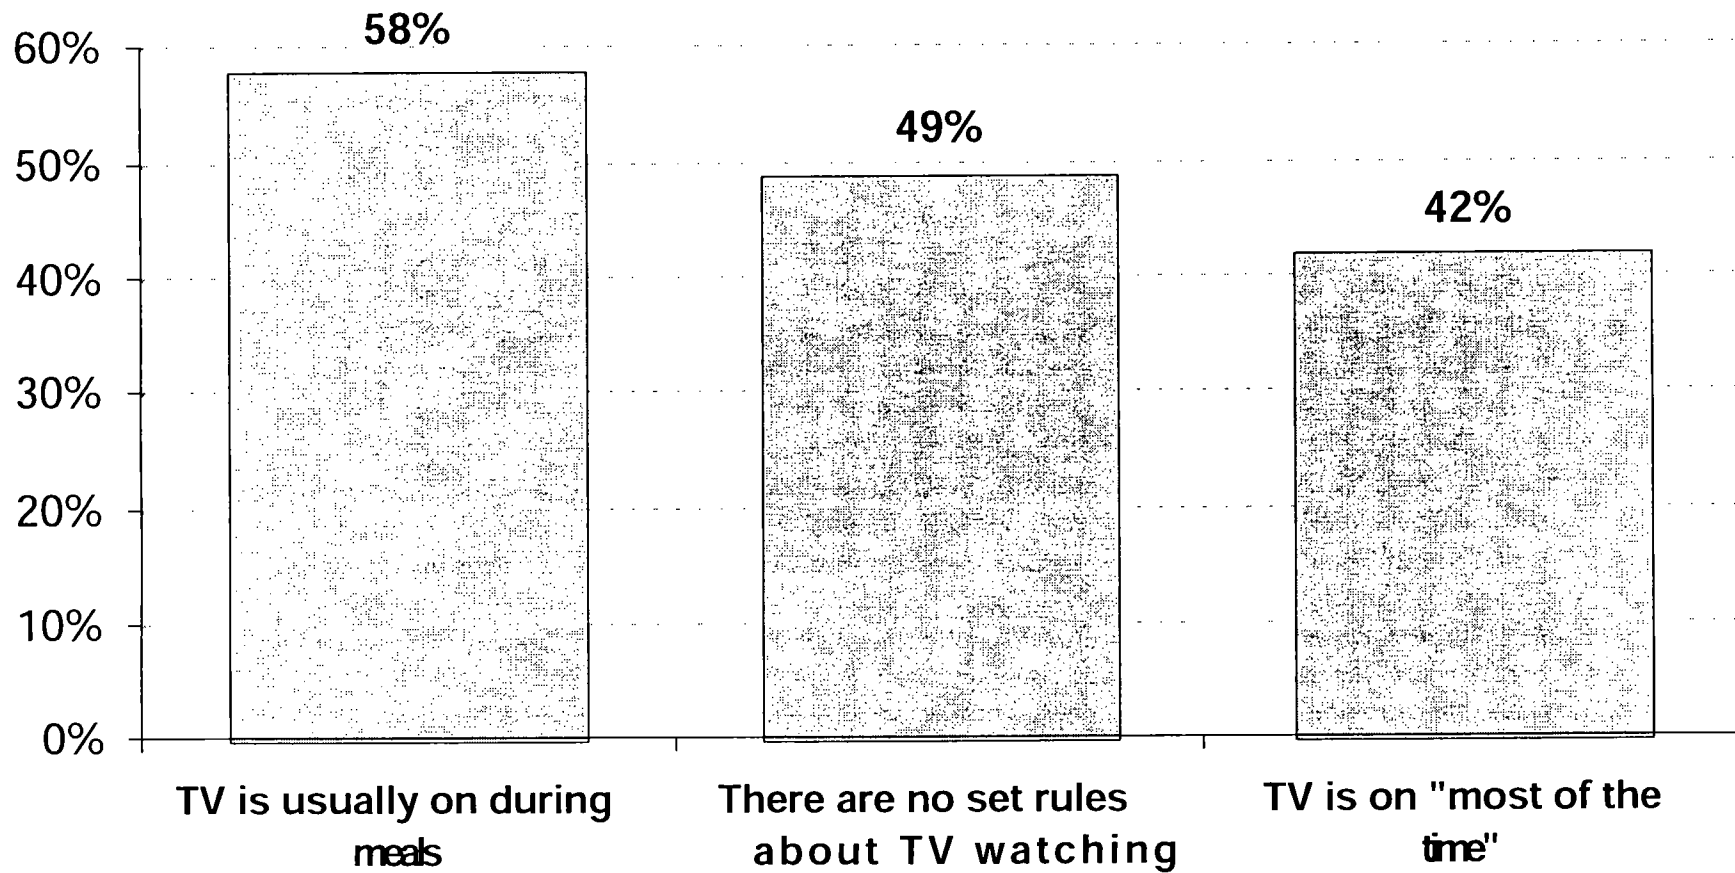 58%
60%
49%
50%
42%
40%
30%
20%
10%
0%
TV is usually on during
meals
There are no set rules
about TV watching
TV is on "most of the
time"